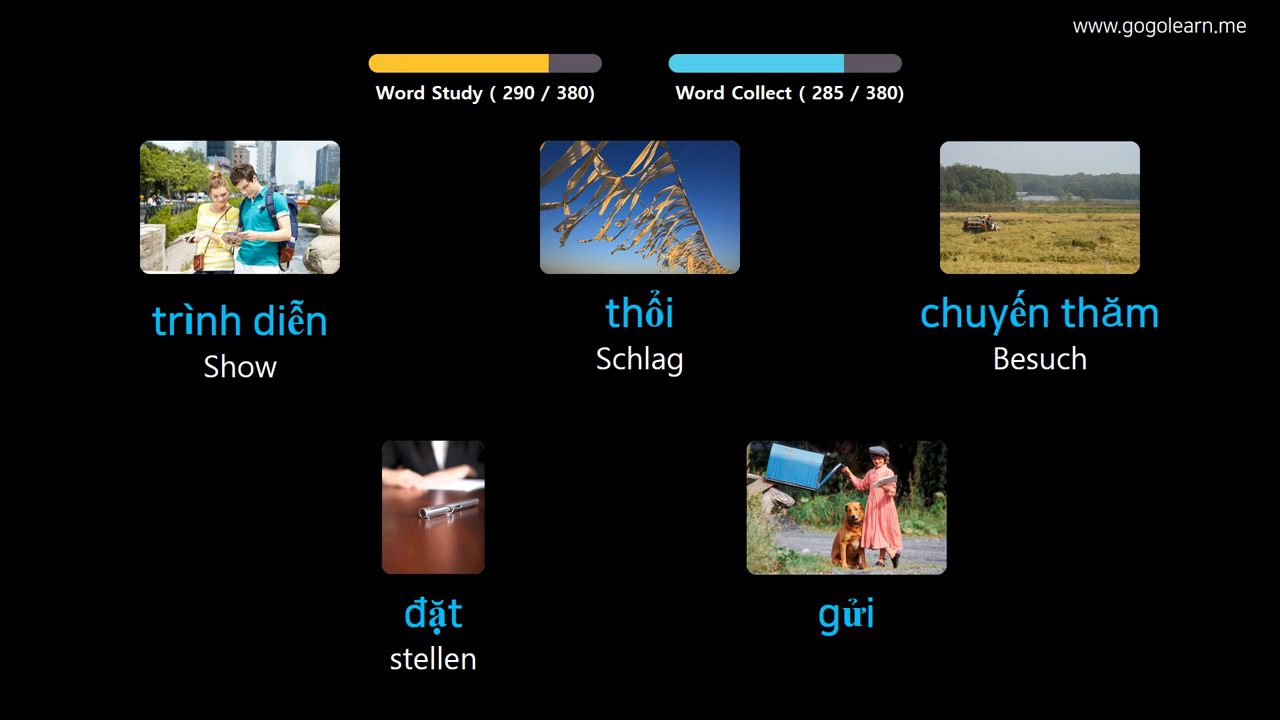 www.gogolearn.me
Word Study ( 290 / 380)
Word Collect ( 285 / 380)
trình diễn
Show
thổi
Schlag
chuyến thăm
Besuch
đặt
stellen
gửi